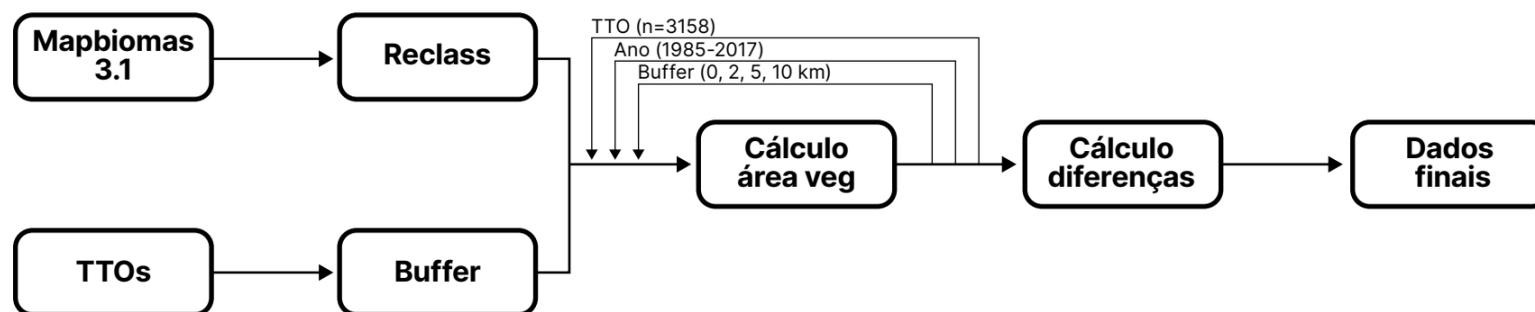 Mapbiomas
3.1
Reclass
TTO (n=3158)
Ano (1985-2017)
Buffer (0, 2, 5, 10 km)
Cálculo
área veg
Cálculo
diferenças
Dados
finais
TTOs
Buffer